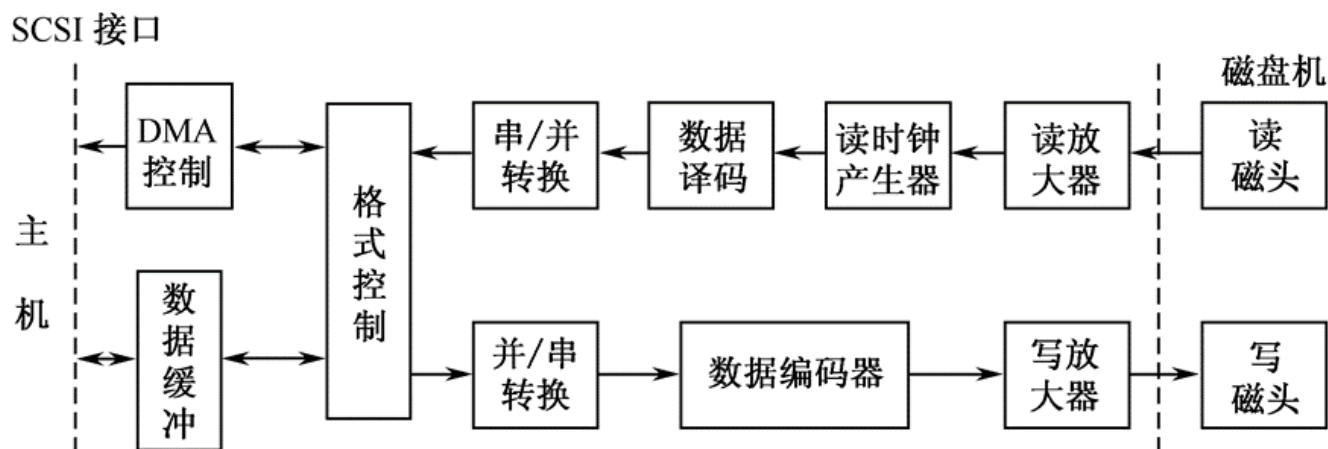 SCSI 接口
磁盘机
DMA
控制
串/并
转换
数据
译码
读时钟
产生器
读放
大器
读
磁头
主
机
格
式
控
制
数
据
缓
冲
并/串
转换
数据编码器
写放
大器
写
磁头